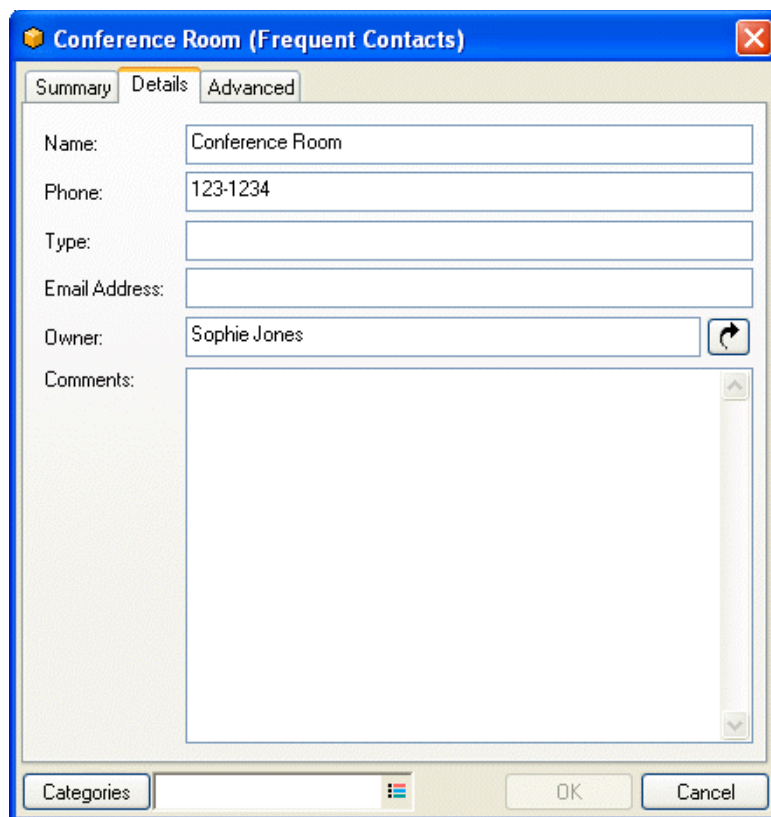 Conference Room (Frequent Contacts)
Summary Details Advanced
Name: Conference Room
Phone: 123-1234
Type:
Email Address:
Owner: Sophie Jones
Comments:
Categories OK Cancel